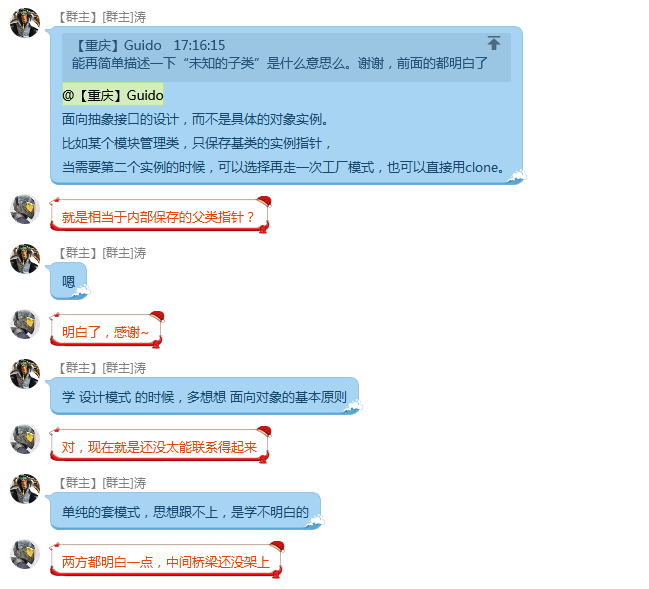 【群主】[群主]涛
【重庆】Guido 17:16:15
能再简单描述一下“未知的子类”是什么意思么。谢谢，前面的都明白了
@【重庆】Guido
面向抽象接口的设计，而不是具体的对象实例。
比如某个模块管理类，只保存基类的实例指针，
当需要第二个实例的时候，可以选择再走一次工厂模式，也可以直接用clone。
就是相当于内部保存的父类指针？
【群主】[群主]涛
嗯
明白了，感谢~
【群主】[群主]涛
学 设计模式 的时候，多想想 面向对象的基本原则
对，现在就是还没太能联系得起来
【群主】[群主]涛
单纯的套模式，思想跟不上，是学不明白的
两方都明白一点，中间桥梁还没架上